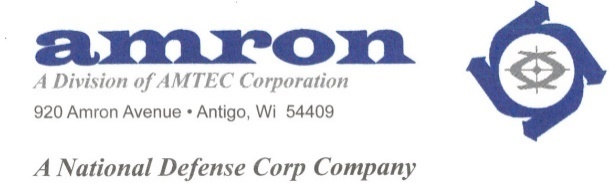 amron
A Division of AMTEC Corporation
920 Amron Avenue • Antigo, Wi 54409
A National Defense Corp Company